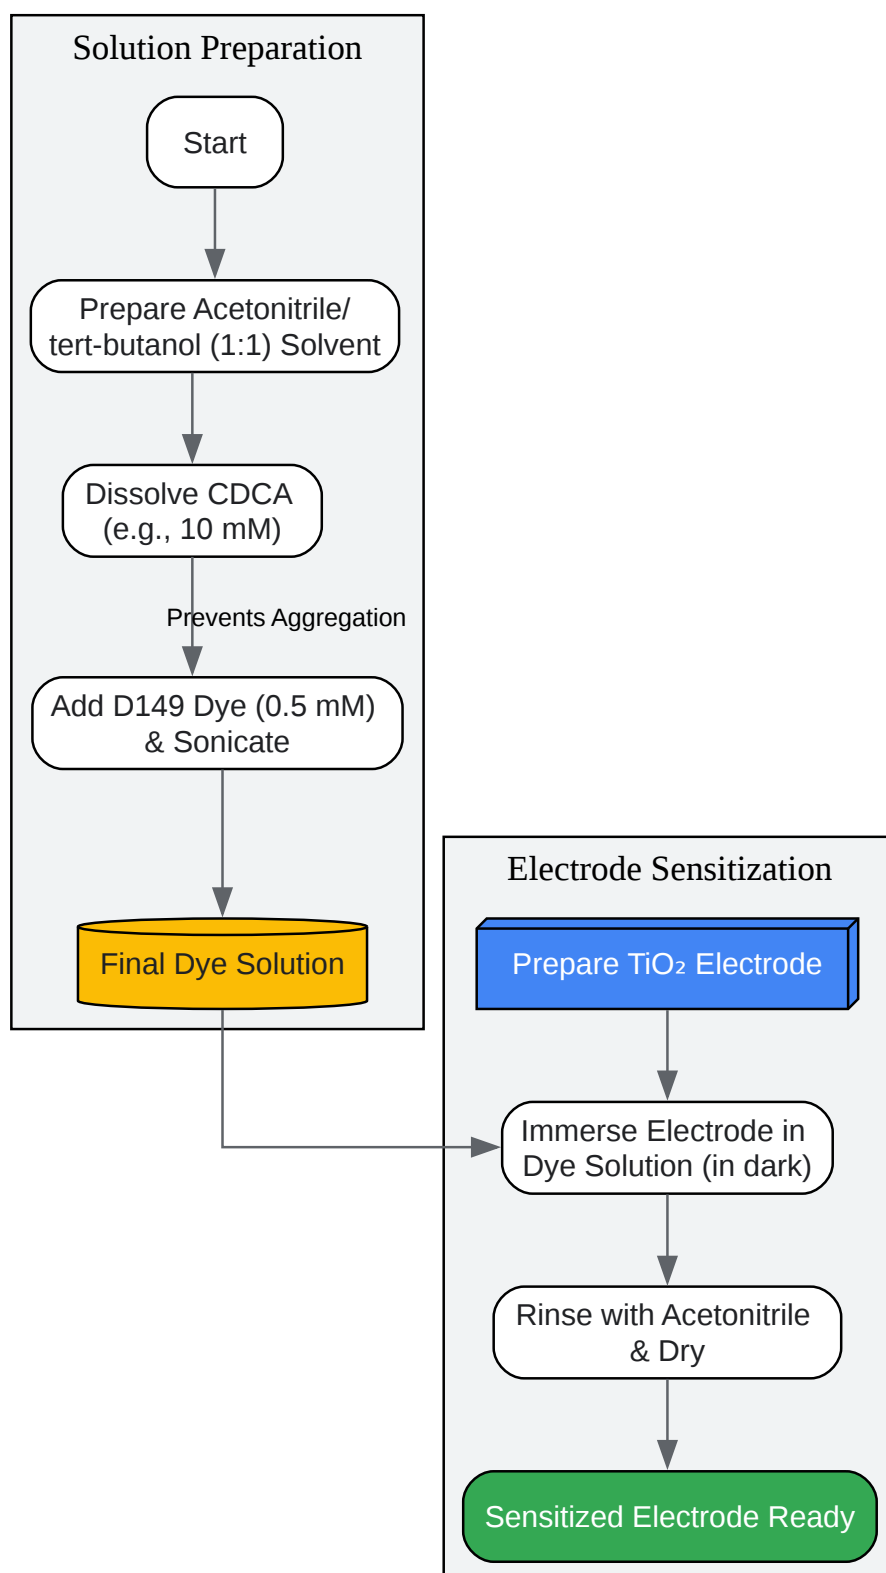 Solution Preparation
Start
Prepare Acetonitrile/
tert-butanol (1:1) Solvent
Dissolve CDCA
(e.g., 10 mM)
Prevents Aggregation
Add D149 Dye (0.5 mM)
& Sonicate
Final Dye Solution
Electrode Sensitization
Prepare TiO₂ Electrode
Immerse Electrode in
Dye Solution (in dark)
Rinse with Acetonitrile
& Dry
Sensitized Electrode Ready